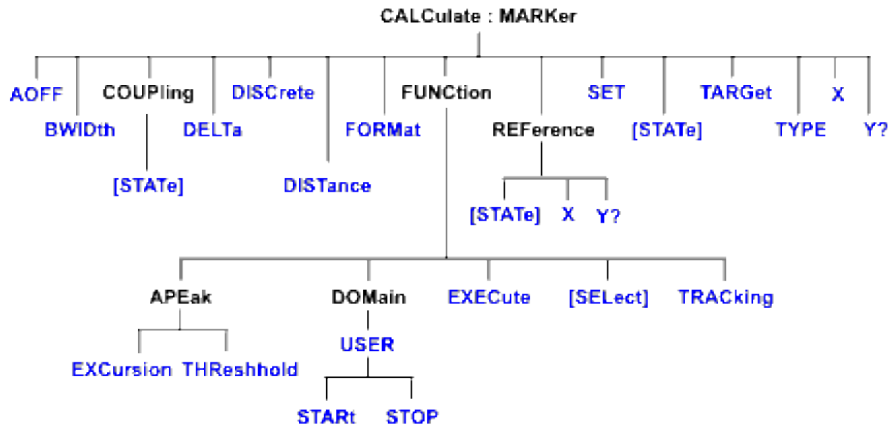 CALCulate : MARKer
AOFF COUPling DISCrete FUNCtion SET TARGet X
BWIDth DELTa FORMat REFerence [STATe] TYPE Y?
[STATe] DISTance
[STATe] X Y?
APEak DOMain EXECute [SELect] TRACking
USER
EXCursion THReshhold
STARt STOP